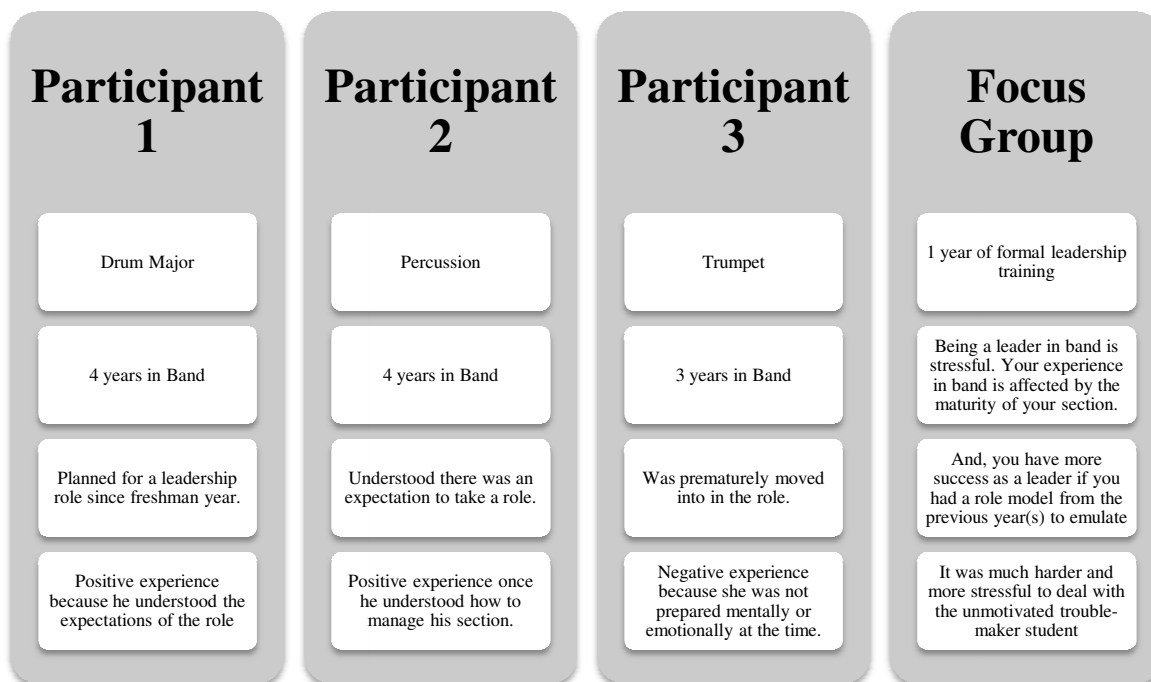 Participant
1
Drum Major
4 years in Band
Planned for a leadership
role since freshman year.
Positive experience
because he understood the
expectations of the role
Participant
2
Percussion
4 years in Band
Understood there was an
expectation to take a role.
Positive experience once
he understood how to
manage his section.
Participant
3
Trumpet
3 years in Band
Was prematurely moved
into in the role.
Negative experience
because she was not
prepared mentally or
emotionally at the time.
Focus
Group
1 year of formal leadership
training
Being a leader in band is
stressful. Your experience
in band is affected by the
maturity of your section.
And, you have more
success as a leader if you
had a role model from the
previous year(s) to emulate
It was much harder and
more stressful to deal with
the unmotivated trouble-
maker student